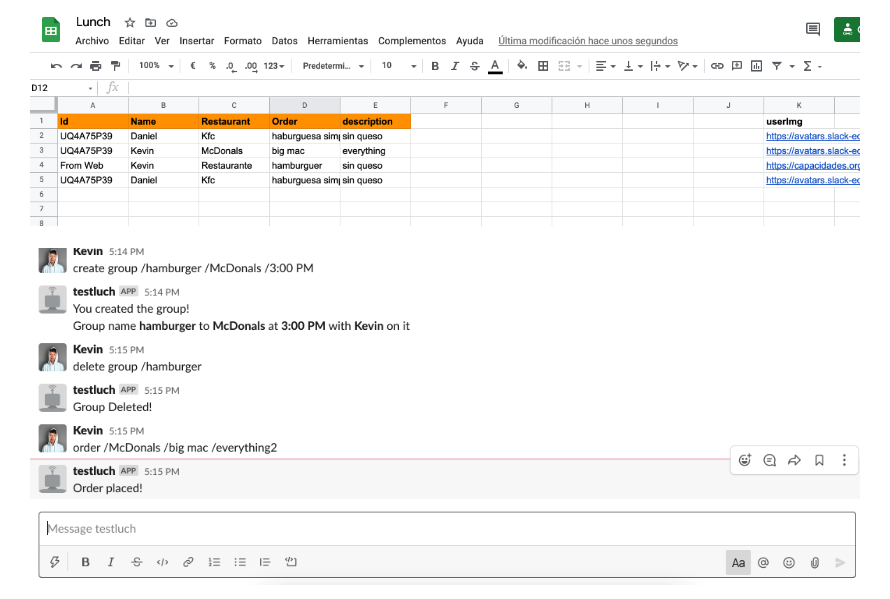 Lunch
Archivo Editar Ver Insertar Formato Datos Herramientas Complementos Ayuda Última modificación hace unos segundos
100% € % .0 .00 123 Predetermi... 10 B I S A
D12 fx
A B C D E F G H I J K
1 Id Name Restaurant Order description userImg
2 UQ4A75P39 Daniel Kfc haburguesa simp sin queso https://avatars.slack-ed
3 UQ4A75P39 Kevin McDonals big mac everything https://avatars.slack-ed
4 From Web Kevin Restaurante hamburguer sin queso https://capacidades.org
5 UQ4A75P39 Daniel Kfc haburguesa simp sin queso https://avatars.slack-ed
6
7
8
Kevin 5:14 PM
create group /hamburger /McDonals /3:00 PM
testluch APP 5:14 PM
You created the group!
Group name hamburger to McDonals at 3:00 PM with Kevin on it
Kevin 5:15 PM
delete group /hamburger
testluch APP 5:15 PM
Group Deleted!
Kevin 5:15 PM
order /McDonals /big mac /everything2
testluch APP 5:15 PM
Order placed!
Message testluch
B I S Aa @